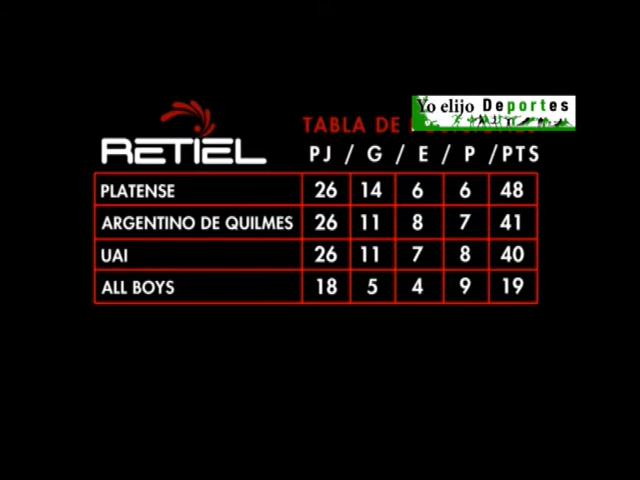 Yo elijo Deportes
TABLA DE
RETIEL
PJ / G / E / P / PTS
PLATENSE 26 14 6 6 48
ARGENTINO DE QUILMES 26 11 8 7 41
UAI 26 11 7 8 40
ALL BOYS 18 5 4 9 19